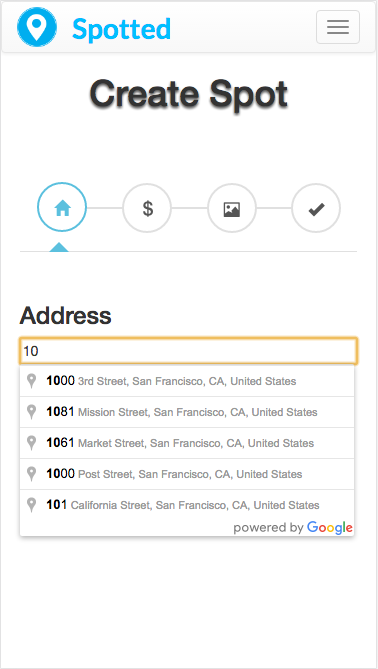 Spotted
Create Spot
$
Address
10
1000 3rd Street, San Francisco, CA, United States
1081 Mission Street, San Francisco, CA, United States
1061 Market Street, San Francisco, CA, United States
1000 Post Street, San Francisco, CA, United States
101 California Street, San Francisco, CA, United States
powered by Google